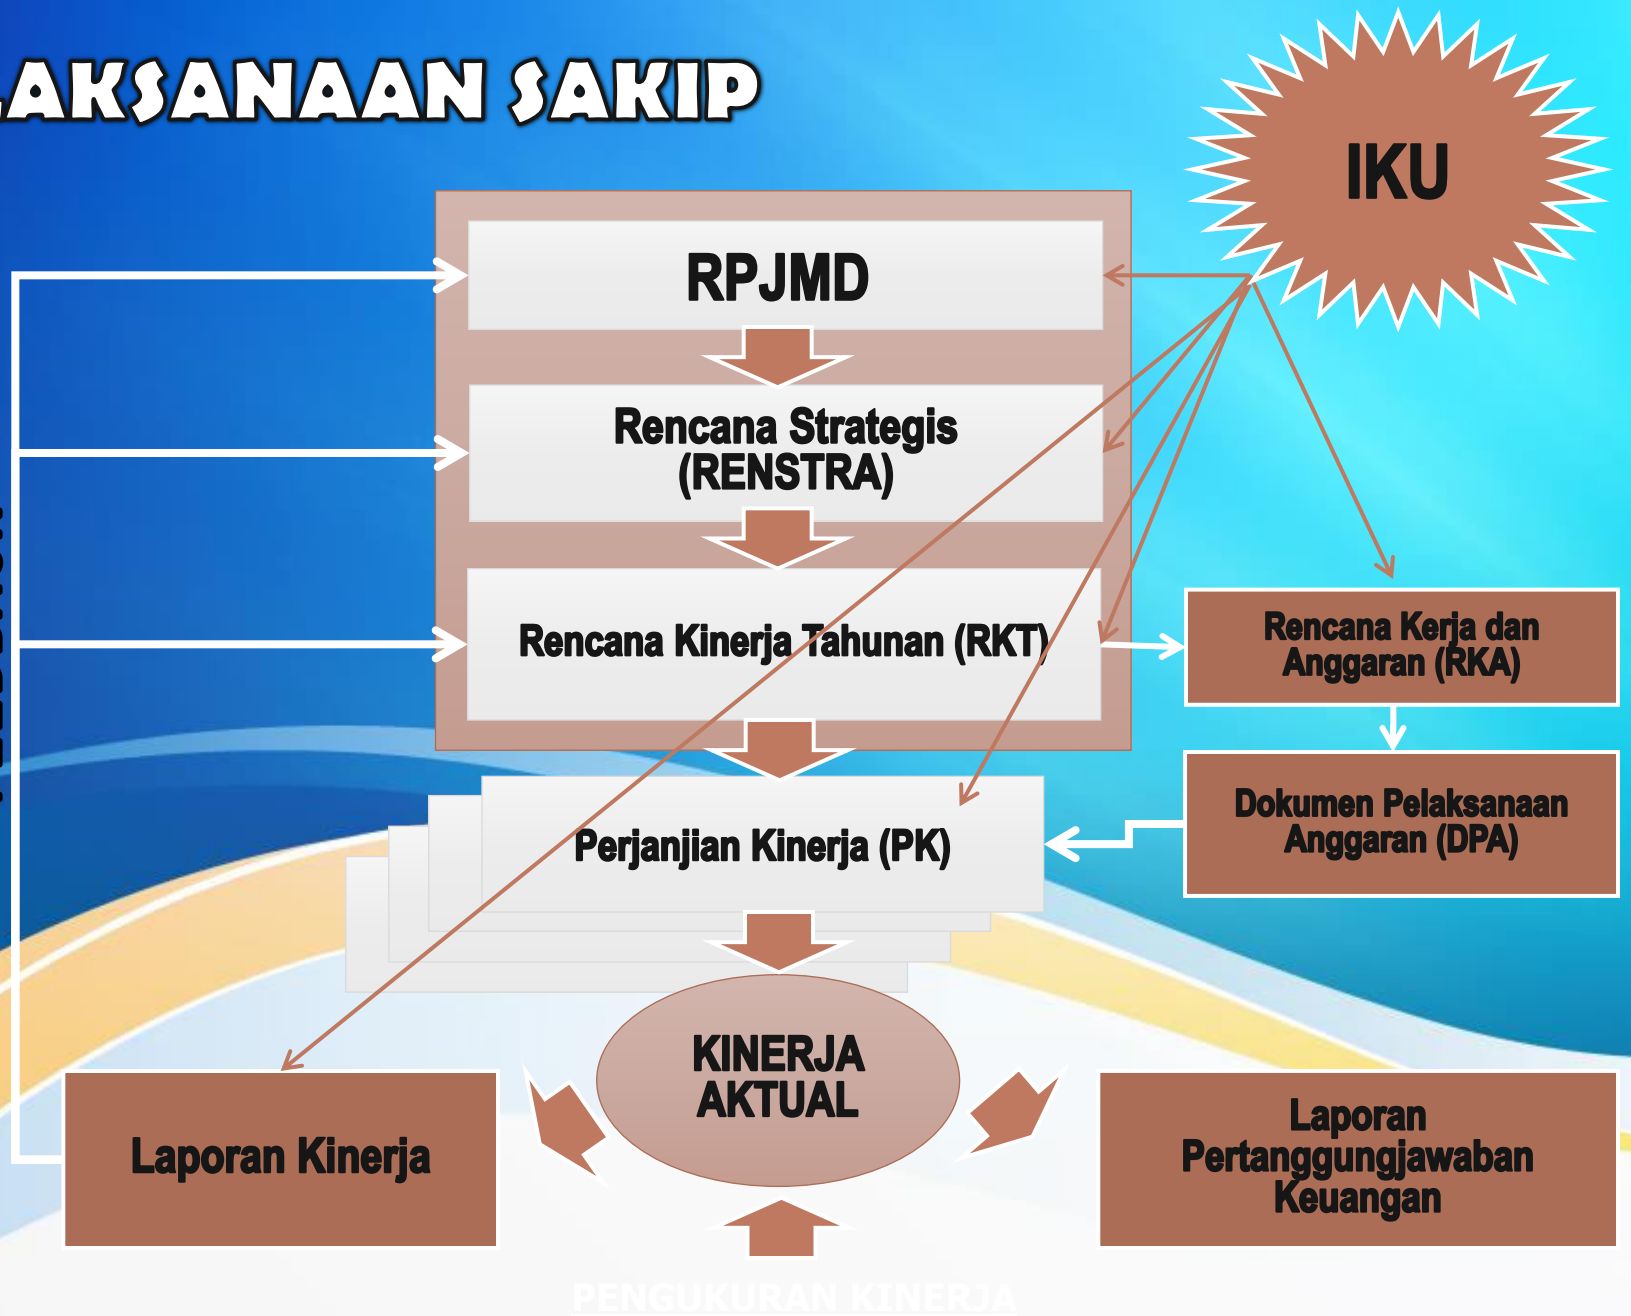 LAKSANAAN SAKIP
IKU
RPJMD
Rencana Strategis
(RENSTRA)
Rencana Kinerja Tahunan (RKT)
Rencana Kerja dan
Anggaran (RKA)
Dokumen Pelaksanaan
Anggaran (DPA)
Perjanjian Kinerja (PK)
KINERJA
AKTUAL
Laporan Kinerja
Laporan
Pertanggungjawaban
Keuangan
PENGUKURAN KINERJA